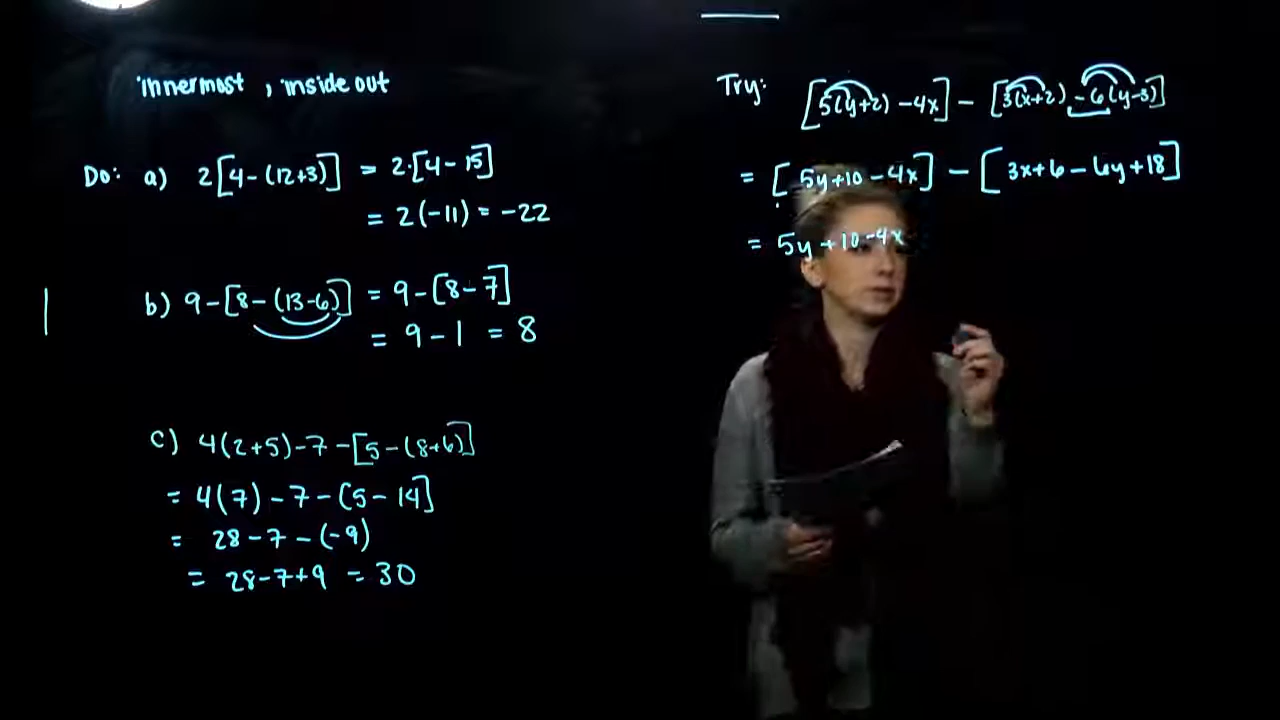 innermost , inside out
Do: a) 2[4-(12+3)] = 2·[4-15]
= 2(-11) = -22
b) 9-[8-(13-6)] = 9-[8-7]
= 9-1 = 8
c) 4(2+5)-7-[5-(8+6)]
= 4(7)-7-(5-14]
= 28-7-(-9)
= 28-7+9 = 30
Try: [5(y+2)-4x] - [3(x+2)-6(y-3)]
= [5y+10-4x] - [3x+6-6y+18]
= 5y+10-4x